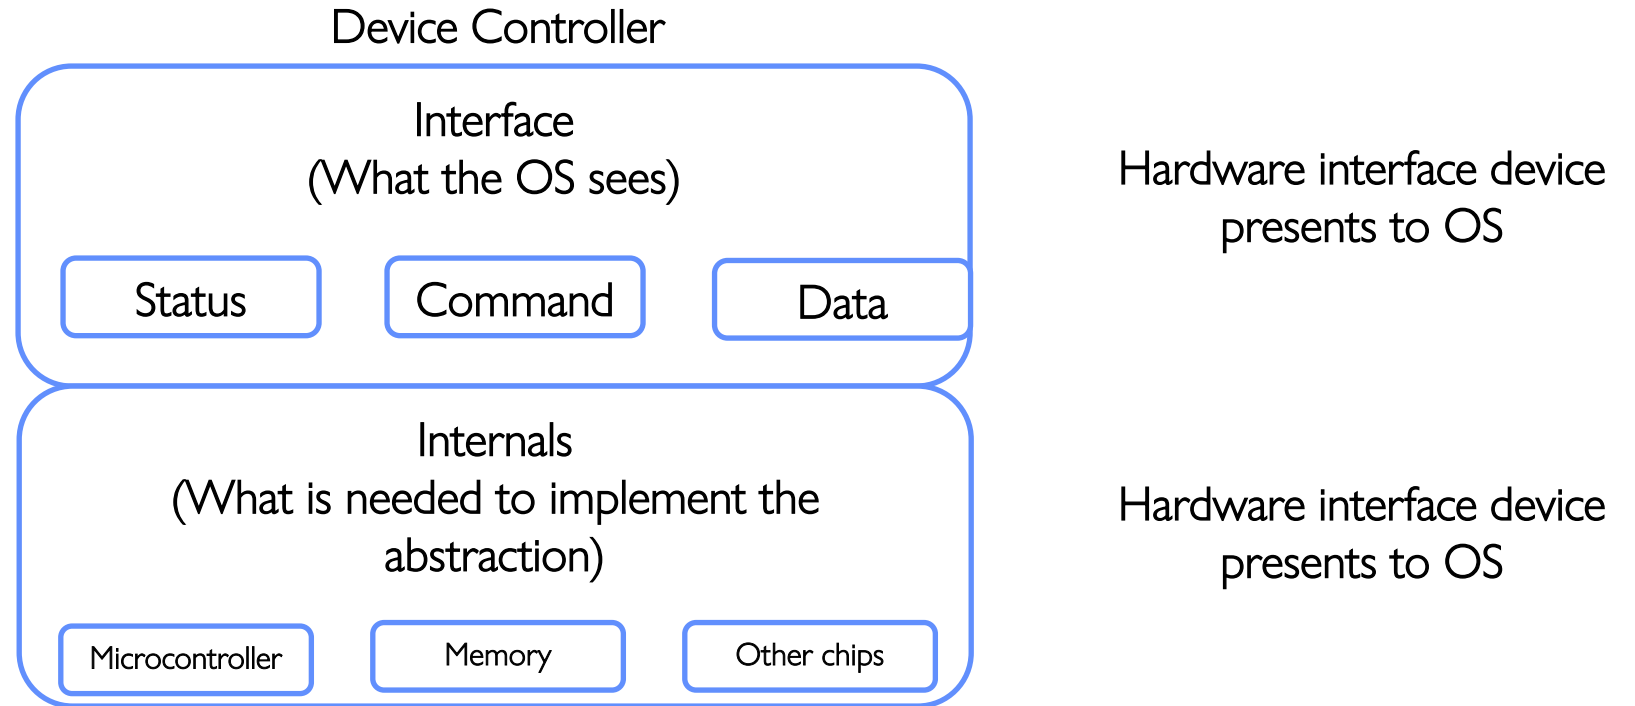 Device Controller
Interface
(What the OS sees)
Hardware interface device
presents to OS
Status
Command
Data
Internals
(What is needed to implement the
abstraction)
Hardware interface device
presents to OS
Microcontroller
Memory
Other chips